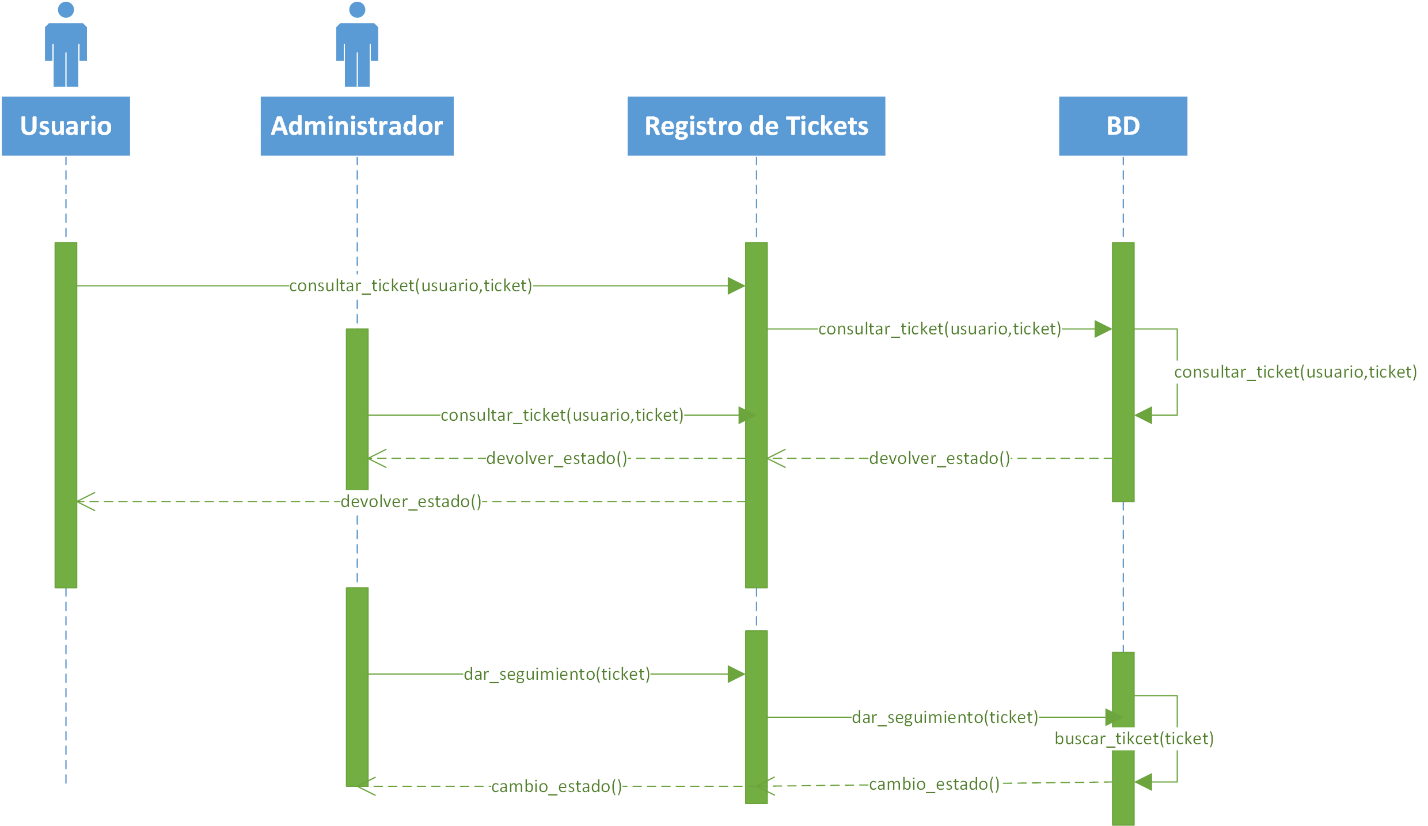 Usuario
Administrador
Registro de Tickets
BD
consultar_ticket(usuario,ticket)
consultar_ticket(usuario,ticket)
consultar_ticket(usuario,ticket)
consultar_ticket(usuario,ticket)
devolver_estado()
devolver_estado()
devolver_estado()
dar_seguimiento(ticket)
dar_seguimiento(ticket)
buscar_tikcet(ticket)
cambio_estado()
cambio_estado()